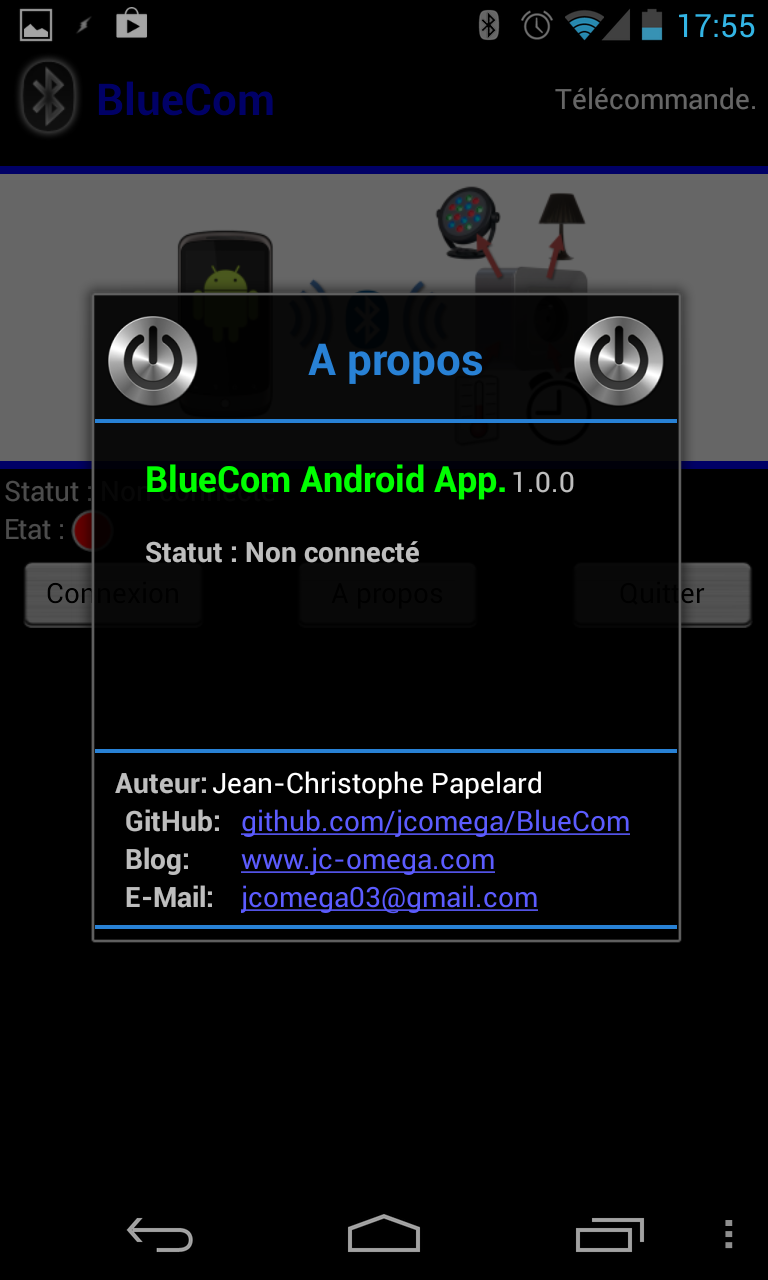 17:55
BlueCom
Télécommande.
A propos
BlueCom Android App. 1.0.0
Statut : Non connecté
Statut : Non connecté
Etat :
Connexion
A propos
Quitter
Auteur: Jean-Christophe Papelard
GitHub: github.com/jcomega/BlueCom
Blog: www.jc-omega.com
E-Mail: jcomega03@gmail.com